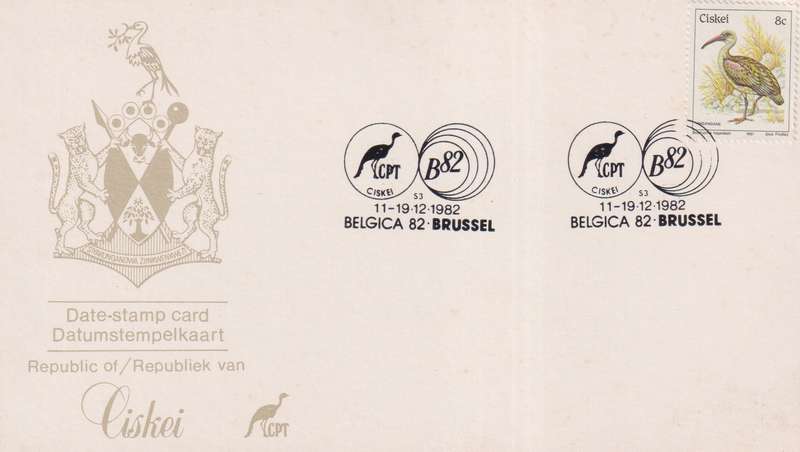 Ciskei 8c
1981
CPT
B82
CISKEI
S3
11-19·12·1982
BELGICA 82·BRUSSEL
CPT
B82
CISKEI
S3
11-19·12·1982
BELGICA 82·BRUSSEL
Date-stamp card
Datumstempelkaart
Republic of/Republiek van
Ciskei
CPT